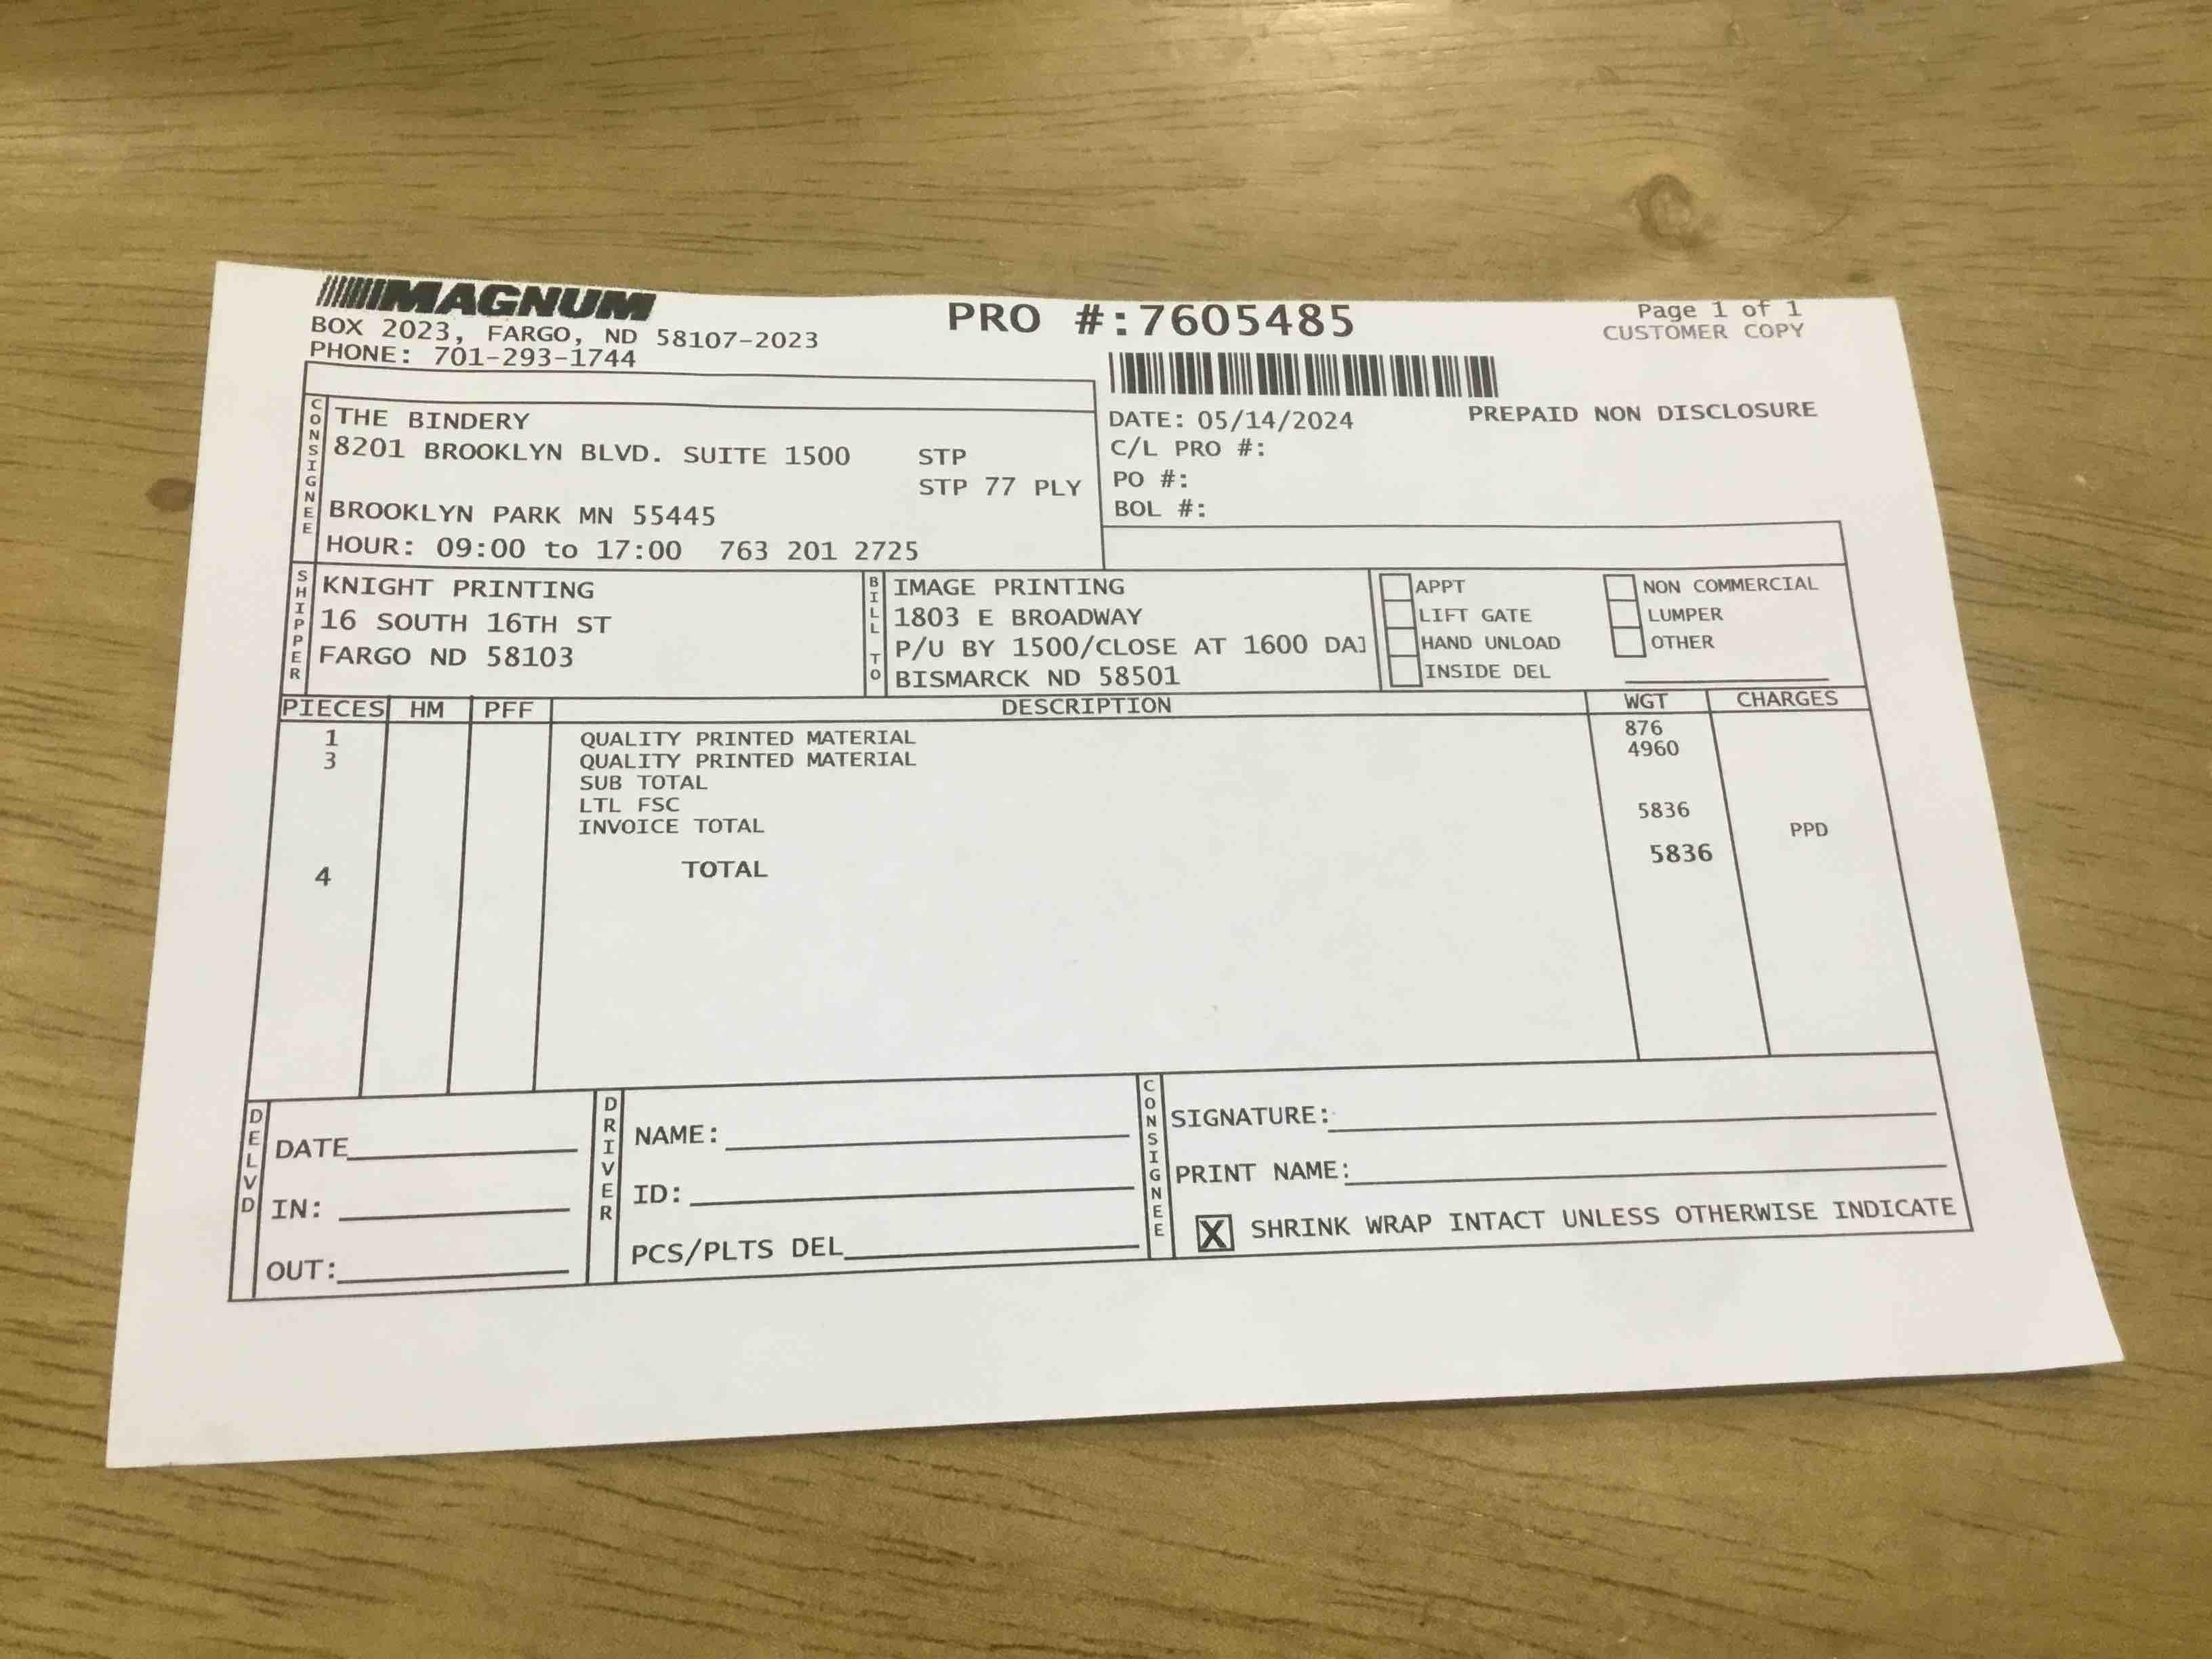 MAGNUM
BOX 2023, FARGO, ND 58107-2023
PHONE: 701-293-1744
PRO #:7605485
Page 1 of 1
CUSTOMER COPY
DATE: 05/14/2024 PREPAID NON DISCLOSURE
C/L PRO #:
PO #:
BOL #:
CONSIGNEE
THE BINDERY
8201 BROOKLYN BLVD. SUITE 1500 STP
STP 77 PLY
BROOKLYN PARK MN 55445
HOUR: 09:00 to 17:00 763 201 2725
SHIPPER
KNIGHT PRINTING
16 SOUTH 16TH ST
FARGO ND 58103
BILL TO
IMAGE PRINTING
1803 E BROADWAY
P/U BY 1500/CLOSE AT 1600 DA]
BISMARCK ND 58501
APPT NON COMMERCIAL
LIFT GATE LUMPER
HAND UNLOAD OTHER
INSIDE DEL
PIECES HM PFF DESCRIPTION WGT CHARGES
1 QUALITY PRINTED MATERIAL 876
3 QUALITY PRINTED MATERIAL 4960
SUB TOTAL
LTL FSC 5836
INVOICE TOTAL PPD
4 TOTAL 5836
DELVD
DATE
IN:
OUT:
DRIVER
NAME:
ID:
PCS/PLTS DEL
CONSIGNEE
SIGNATURE:
PRINT NAME:
X SHRINK WRAP INTACT UNLESS OTHERWISE INDICATE